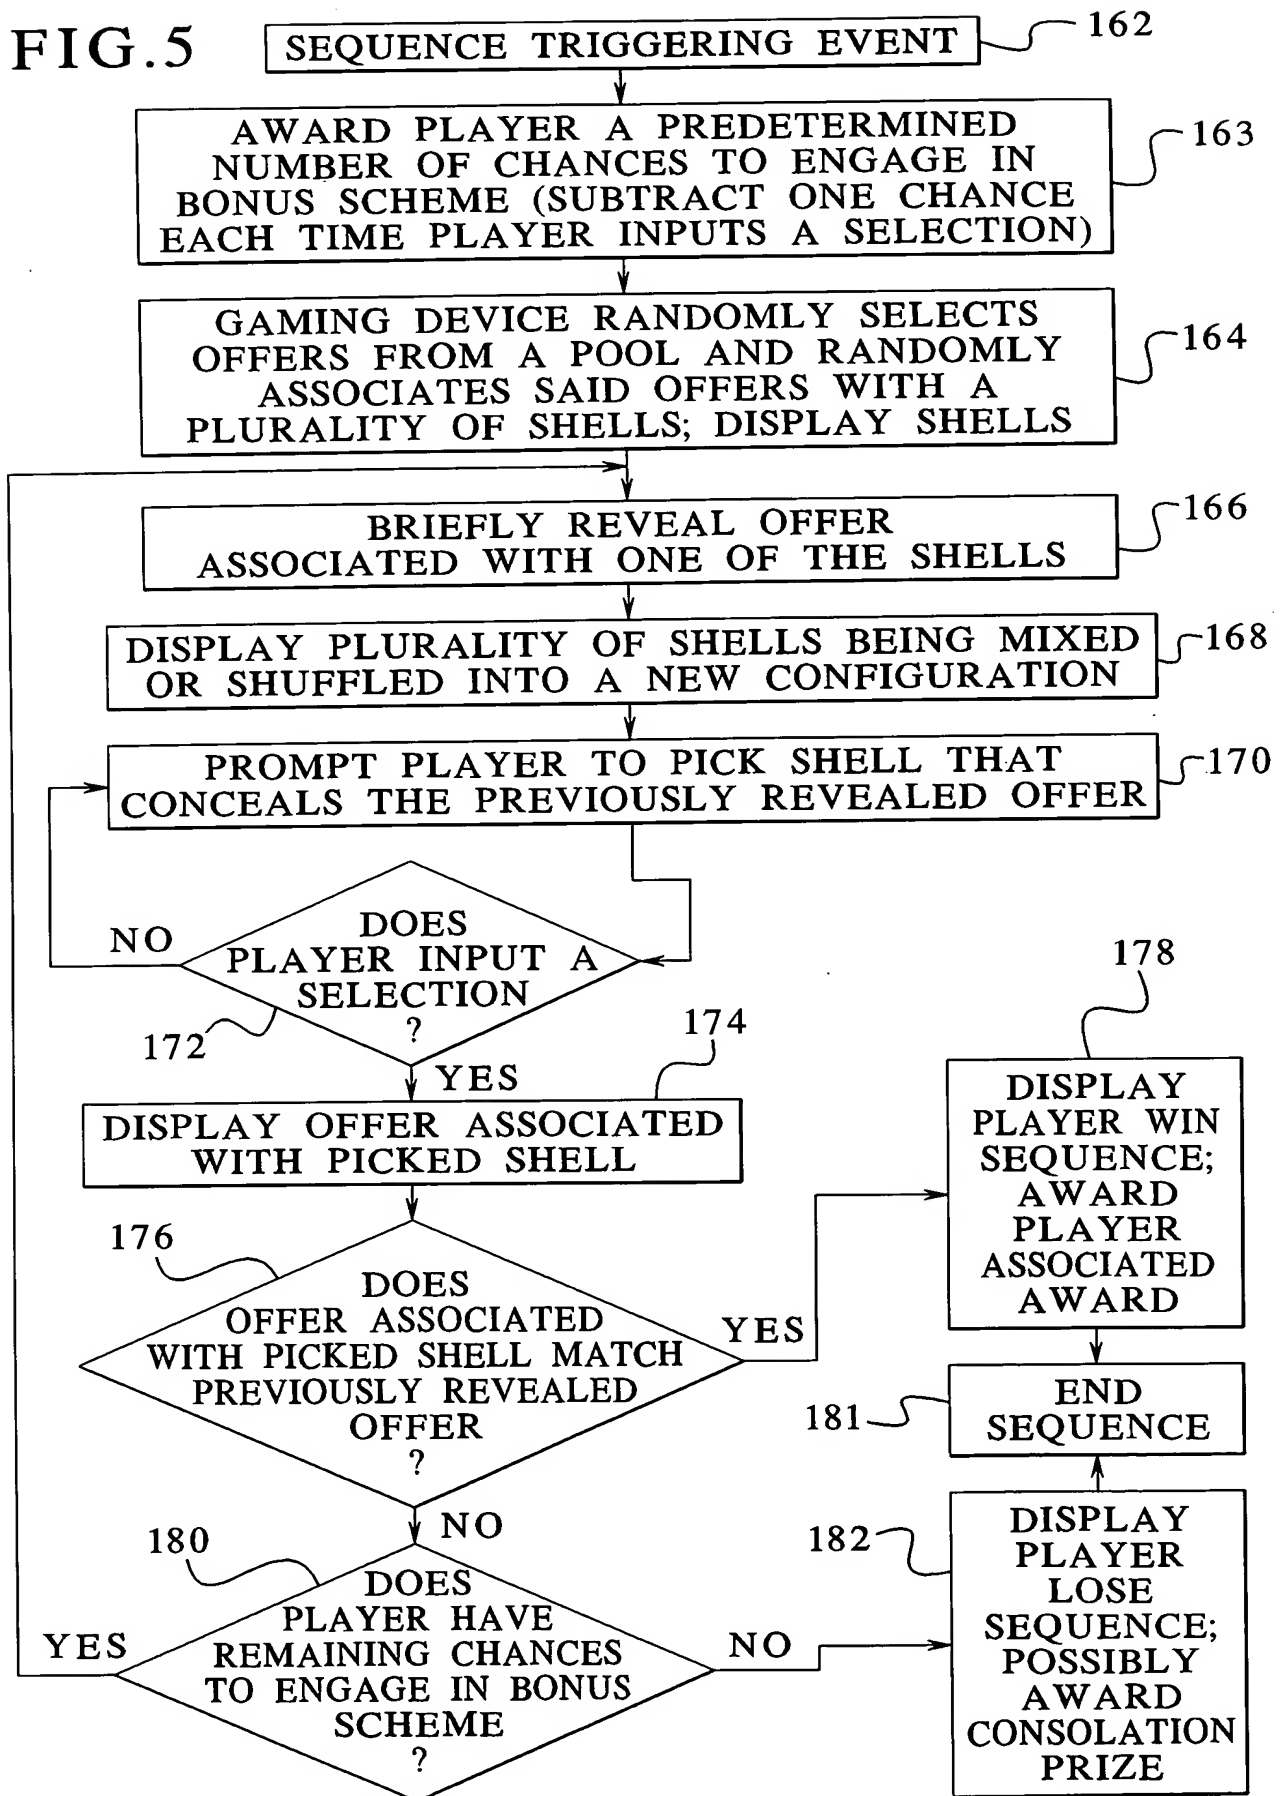 FIG.5
SEQUENCE TRIGGERING EVENT
162
AWARD PLAYER A PREDETERMINED
NUMBER OF CHANCES TO ENGAGE IN
BONUS SCHEME (SUBTRACT ONE CHANCE
EACH TIME PLAYER INPUTS A SELECTION)
163
GAMING DEVICE RANDOMLY SELECTS
OFFERS FROM A POOL AND RANDOMLY
ASSOCIATES SAID OFFERS WITH A
PLURALITY OF SHELLS; DISPLAY SHELLS
164
BRIEFLY REVEAL OFFER
ASSOCIATED WITH ONE OF THE SHELLS
166
DISPLAY PLURALITY OF SHELLS BEING MIXED
OR SHUFFLED INTO A NEW CONFIGURATION
168
PROMPT PLAYER TO PICK SHELL THAT
CONCEALS THE PREVIOUSLY REVEALED OFFER
170
DOES
PLAYER INPUT A
SELECTION
?
NO
172
YES
174
DISPLAY OFFER ASSOCIATED
WITH PICKED SHELL
176
DOES
OFFER ASSOCIATED
WITH PICKED SHELL MATCH
PREVIOUSLY REVEALED
OFFER
?
YES
NO
178
DISPLAY
PLAYER WIN
SEQUENCE;
AWARD
PLAYER
ASSOCIATED
AWARD
181
END
SEQUENCE
180
DOES
PLAYER HAVE
REMAINING CHANCES
TO ENGAGE IN BONUS
SCHEME
?
YES
NO
182
DISPLAY
PLAYER
LOSE
SEQUENCE;
POSSIBLY
AWARD
CONSOLATION
PRIZE